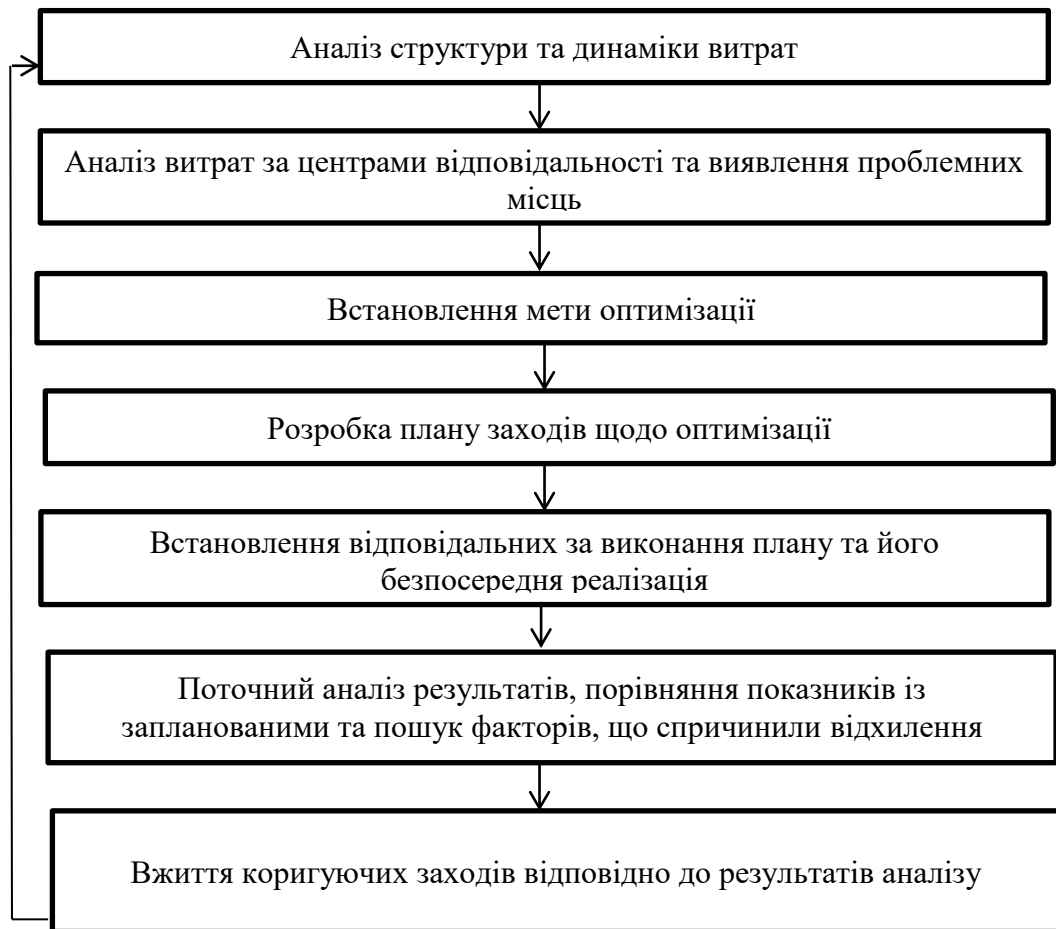 Аналіз структури та динаміки витрат
Аналіз витрат за центрами відповідальності та виявлення проблемних
місць
Встановлення мети оптимізації
Розробка плану заходів щодо оптимізації
Встановлення відповідальних за виконання плану та його
безпосередня реалізація
Поточний аналіз результатів, порівняння показників із
запланованими та пошук факторів, що спричинили відхилення
Вжиття коригуючих заходів відповідно до результатів аналізу